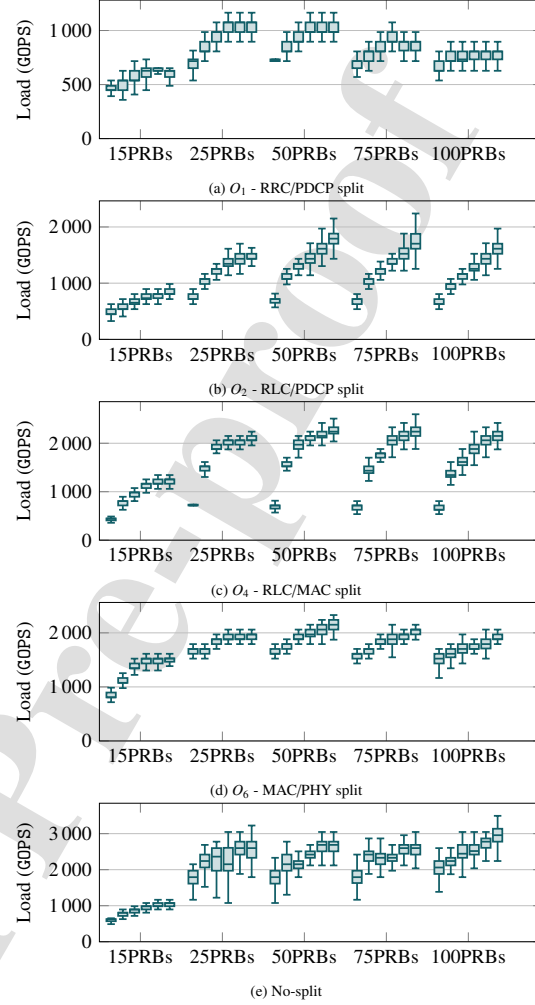 1 000
500
0
Load (GOPS)
15PRBs 25PRBs 50PRBs 75PRBs 100PRBs
(a) O1 - RRC/PDCP split
2 000
1 000
0
Load (GOPS)
15PRBs 25PRBs 50PRBs 75PRBs 100PRBs
(b) O2 - RLC/PDCP split
2 000
1 000
0
Load (GOPS)
15PRBs 25PRBs 50PRBs 75PRBs 100PRBs
(c) O4 - RLC/MAC split
2 000
1 000
0
Load (GOPS)
15PRBs 25PRBs 50PRBs 75PRBs 100PRBs
(d) O6 - MAC/PHY split
3 000
2 000
1 000
0
Load (GOPS)
15PRBs 25PRBs 50PRBs 75PRBs 100PRBs
(e) No-split
Pre-proof